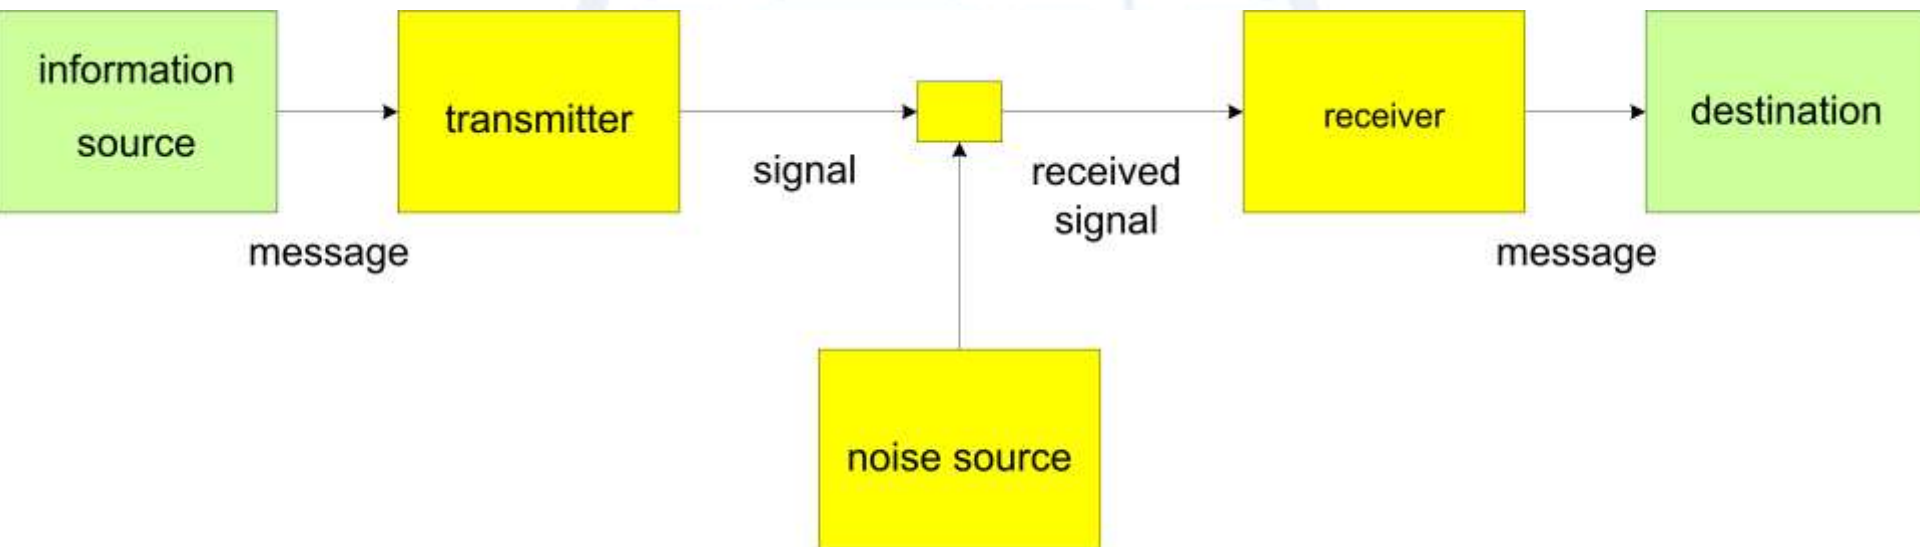 information
source
transmitter
receiver
destination
signal
received
signal
message
message
noise source